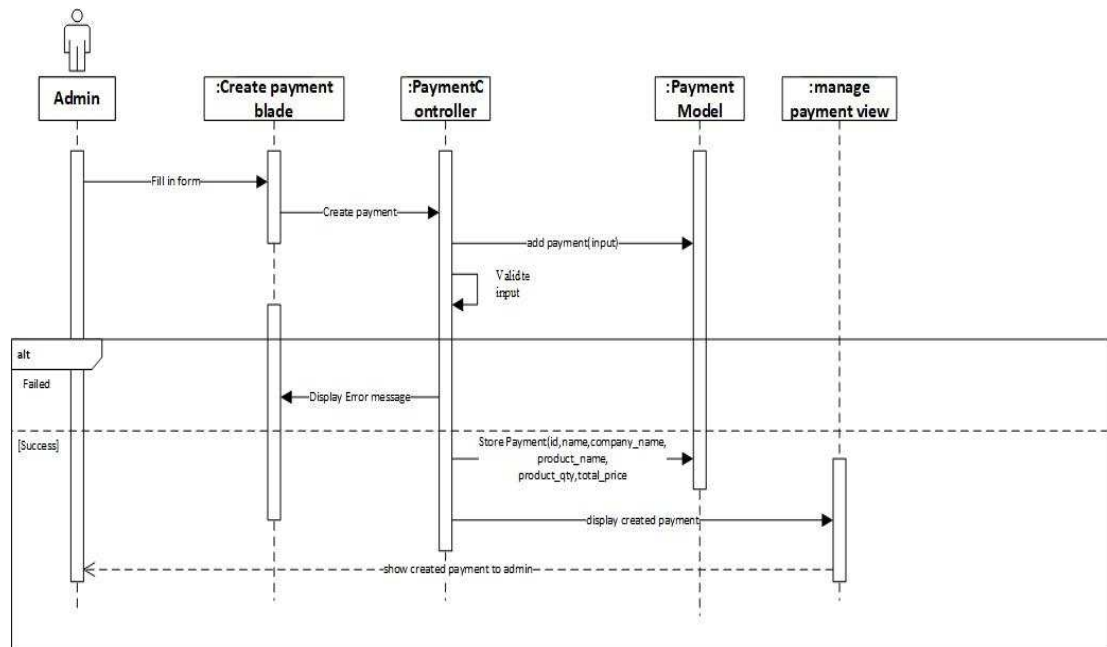 Admin
:Create payment
blade
:PaymentC
ontroller
:Payment
Model
:manage
payment view
Fill in form
Create payment
add payment(input)
Validte
input
alt
Failed
Display Error message
[Success]
Store Payment(id,name,company_name,
product_name,
product_qty,total_price
display created payment
show created payment to admin